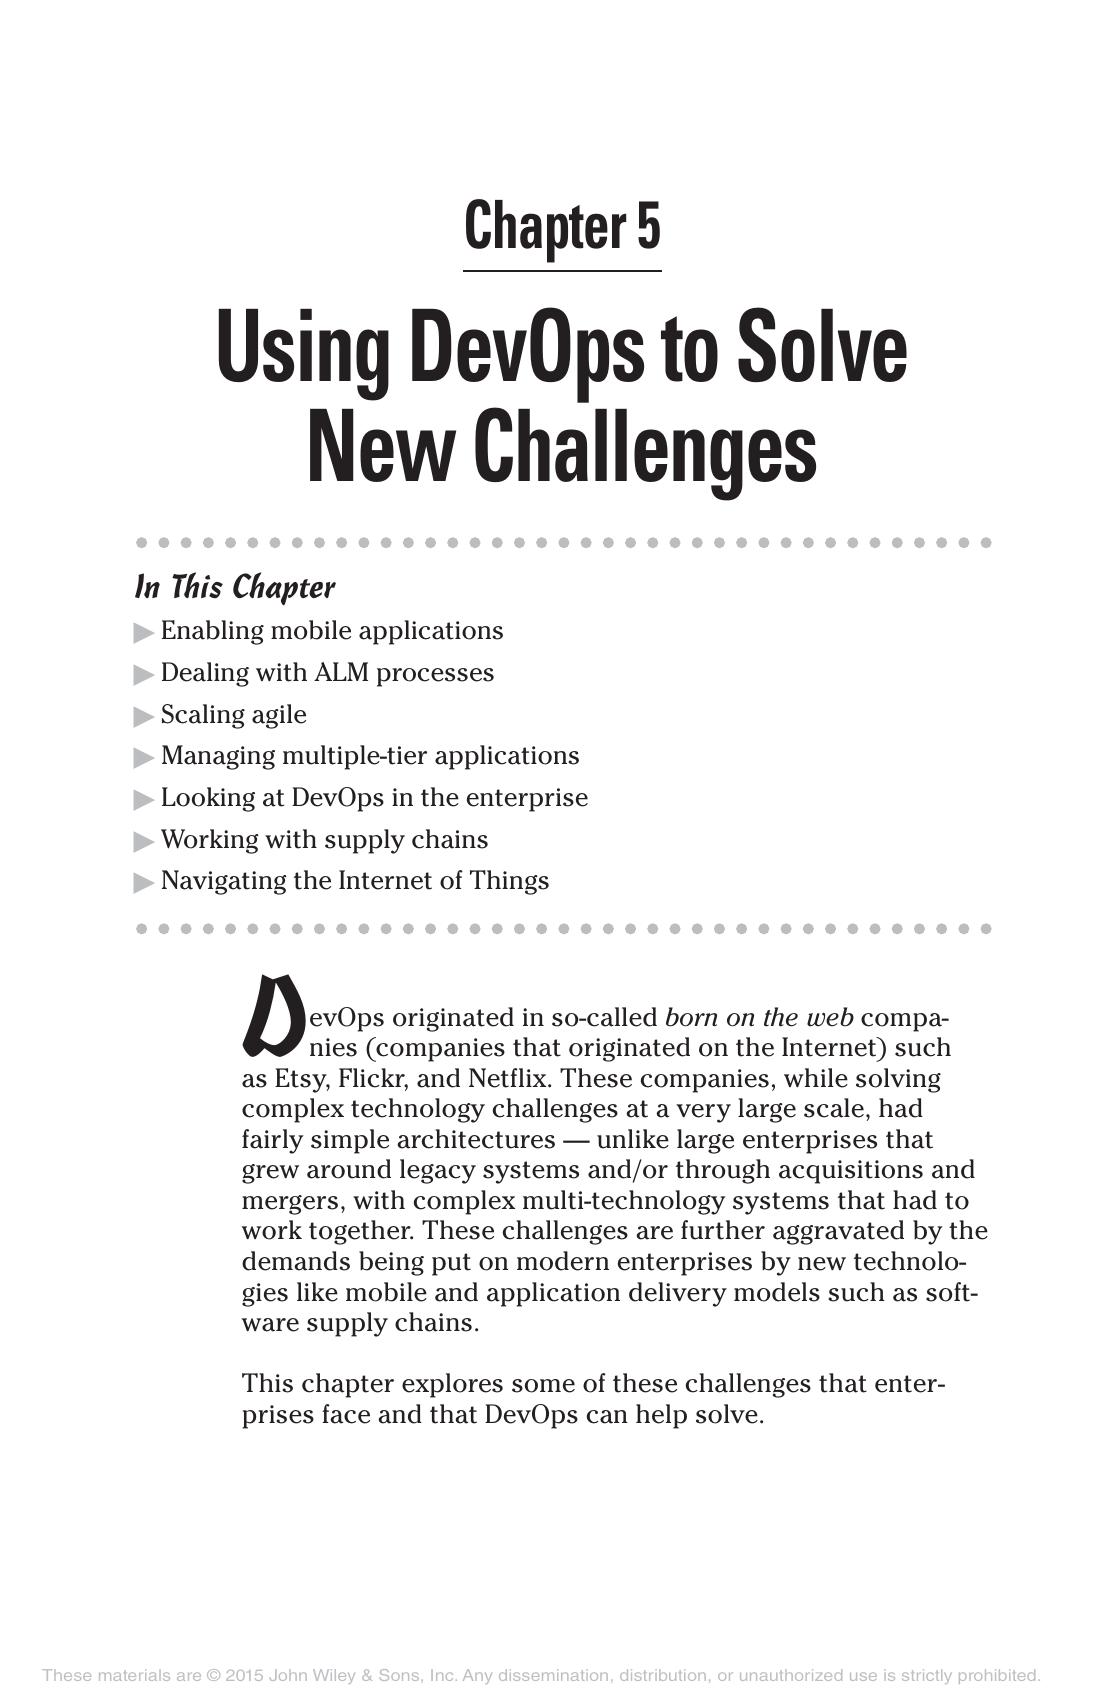 Chapter 5
Using DevOps to Solve
New Challenges
In This Chapter
▶ Enabling mobile applications
▶ Dealing with ALM processes
▶ Scaling agile
▶ Managing multiple-tier applications
▶ Looking at DevOps in the enterprise
▶ Working with supply chains
▶ Navigating the Internet of Things
DevOps originated in so-called born on the web compa-
nies (companies that originated on the Internet) such
as Etsy, Flickr, and Netflix. These companies, while solving
complex technology challenges at a very large scale, had
fairly simple architectures — unlike large enterprises that
grew around legacy systems and/or through acquisitions and
mergers, with complex multi-technology systems that had to
work together. These challenges are further aggravated by the
demands being put on modern enterprises by new technolo-
gies like mobile and application delivery models such as soft-
ware supply chains.
This chapter explores some of these challenges that enter-
prises face and that DevOps can help solve.
These materials are © 2015 John Wiley & Sons, Inc. Any dissemination, distribution, or unauthorized use is strictly prohibited.